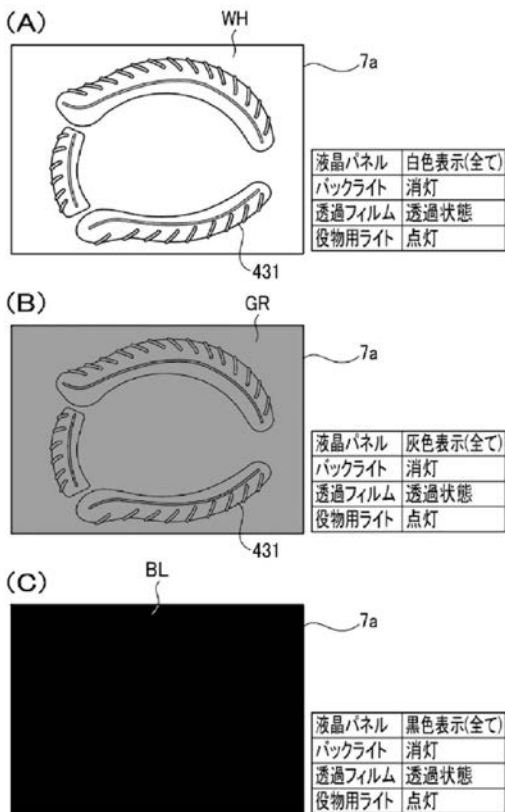 (A)
WH
7a
液晶パネル 白色表示(全て)
バックライト 消灯
透過フィルム 透過状態
役物用ライト 点灯
431
(B)
GR
7a
液晶パネル 灰色表示(全て)
バックライト 消灯
透過フィルム 透過状態
役物用ライト 点灯
431
(C)
BL
7a
液晶パネル 黒色表示(全て)
バックライト 消灯
透過フィルム 透過状態
役物用ライト 点灯